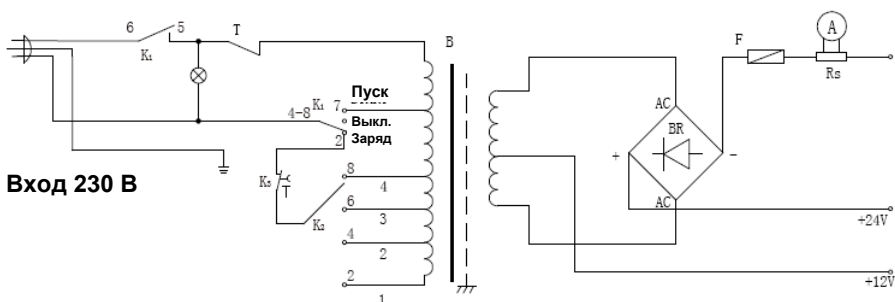 6 5 T B F A
K1 Rs
Пуск
4-8 K1 7 AC
Выкл. BR
2 Заряд + -
Вход 230 В K3 8
4 AC
6
K2 3 +24V
4
2
2 +12V
1